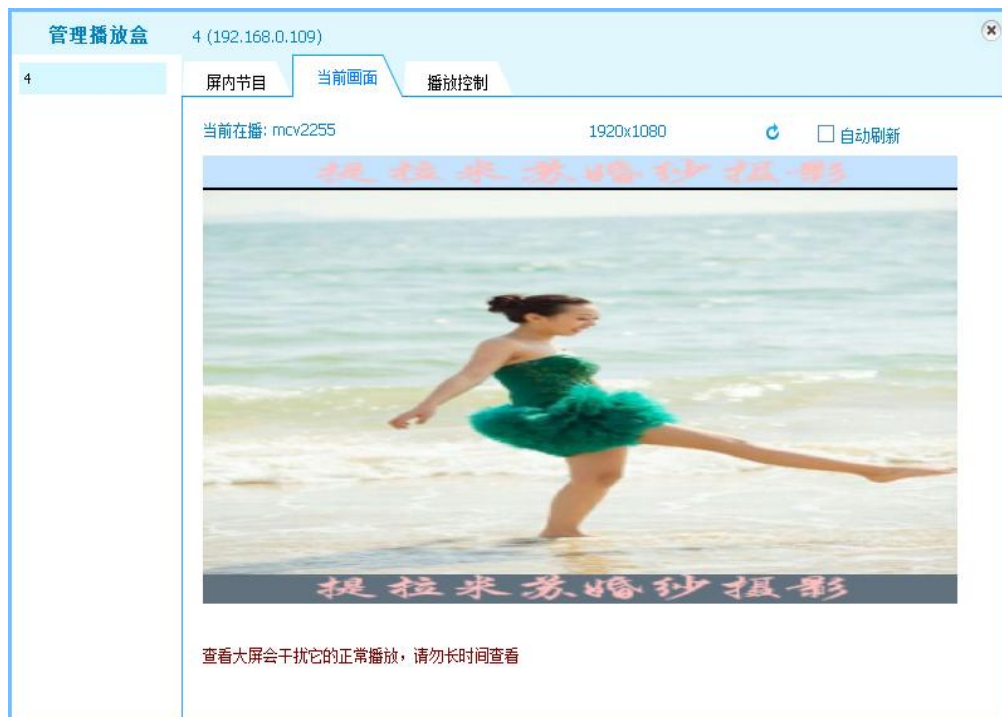 管理播放盒
4 (192.168.0.109)
4
屏内节目
当前画面
播放控制
当前在播: mcv2255
1920x1080
自动刷新
提拉米苏婚纱摄影
提拉米苏婚纱摄影
查看大屏会干扰它的正常播放，请勿长时间查看